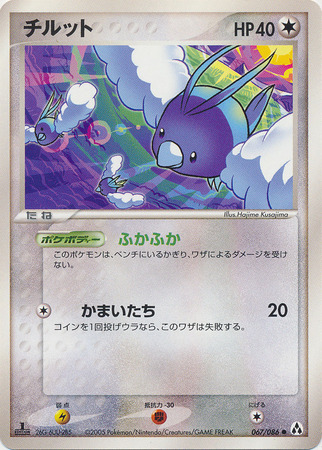 チルット HP40
たね
Illus.Hajime Kusajima
ポケボディー ふかふか
このポケモンは、ベンチにいるかぎり、ワザによるダメージを受け
ない。
かまいたち 20
コインを1回投げウラなら、このワザは失敗する。
弱点 抵抗力 -30 にげる
1
©2005 Pokémon/Nintendo/Creatures/GAME FREAK
067/086